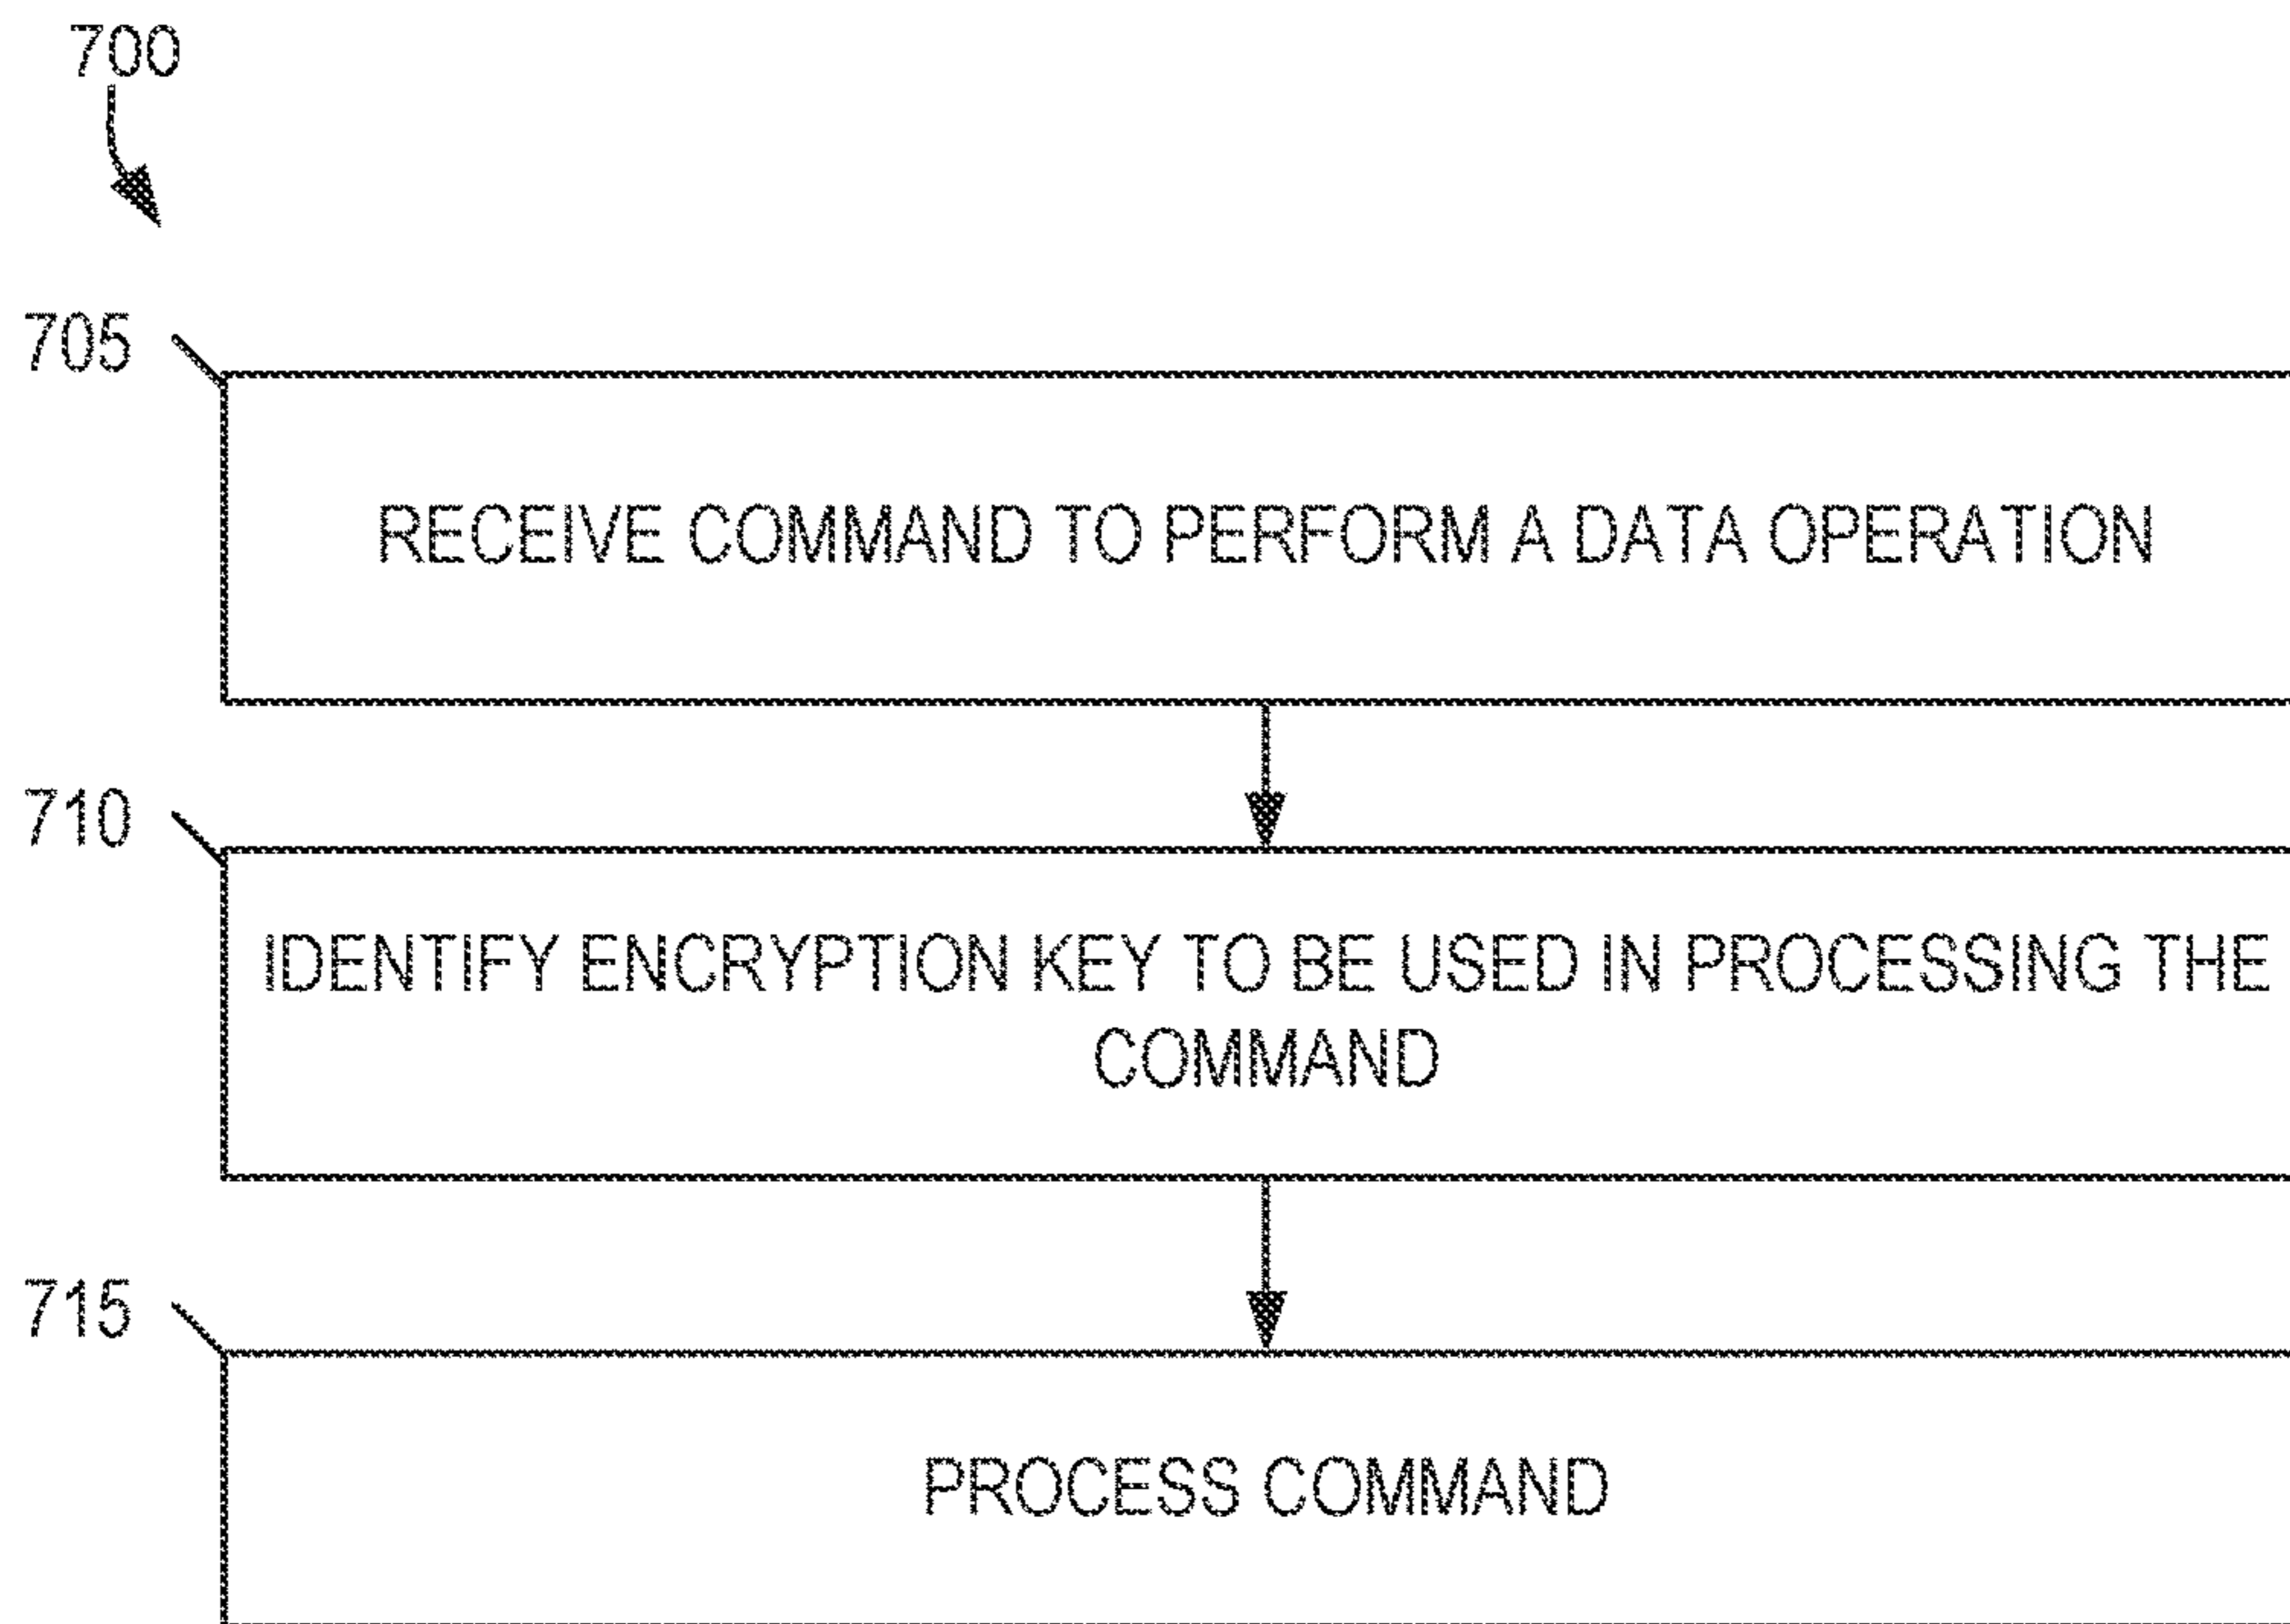 700
705
RECEIVE COMMAND TO PERFORM A DATA OPERATION
710
IDENTIFY ENCRYPTION KEY TO BE USED IN PROCESSING THE
COMMAND
715
PROCESS COMMAND